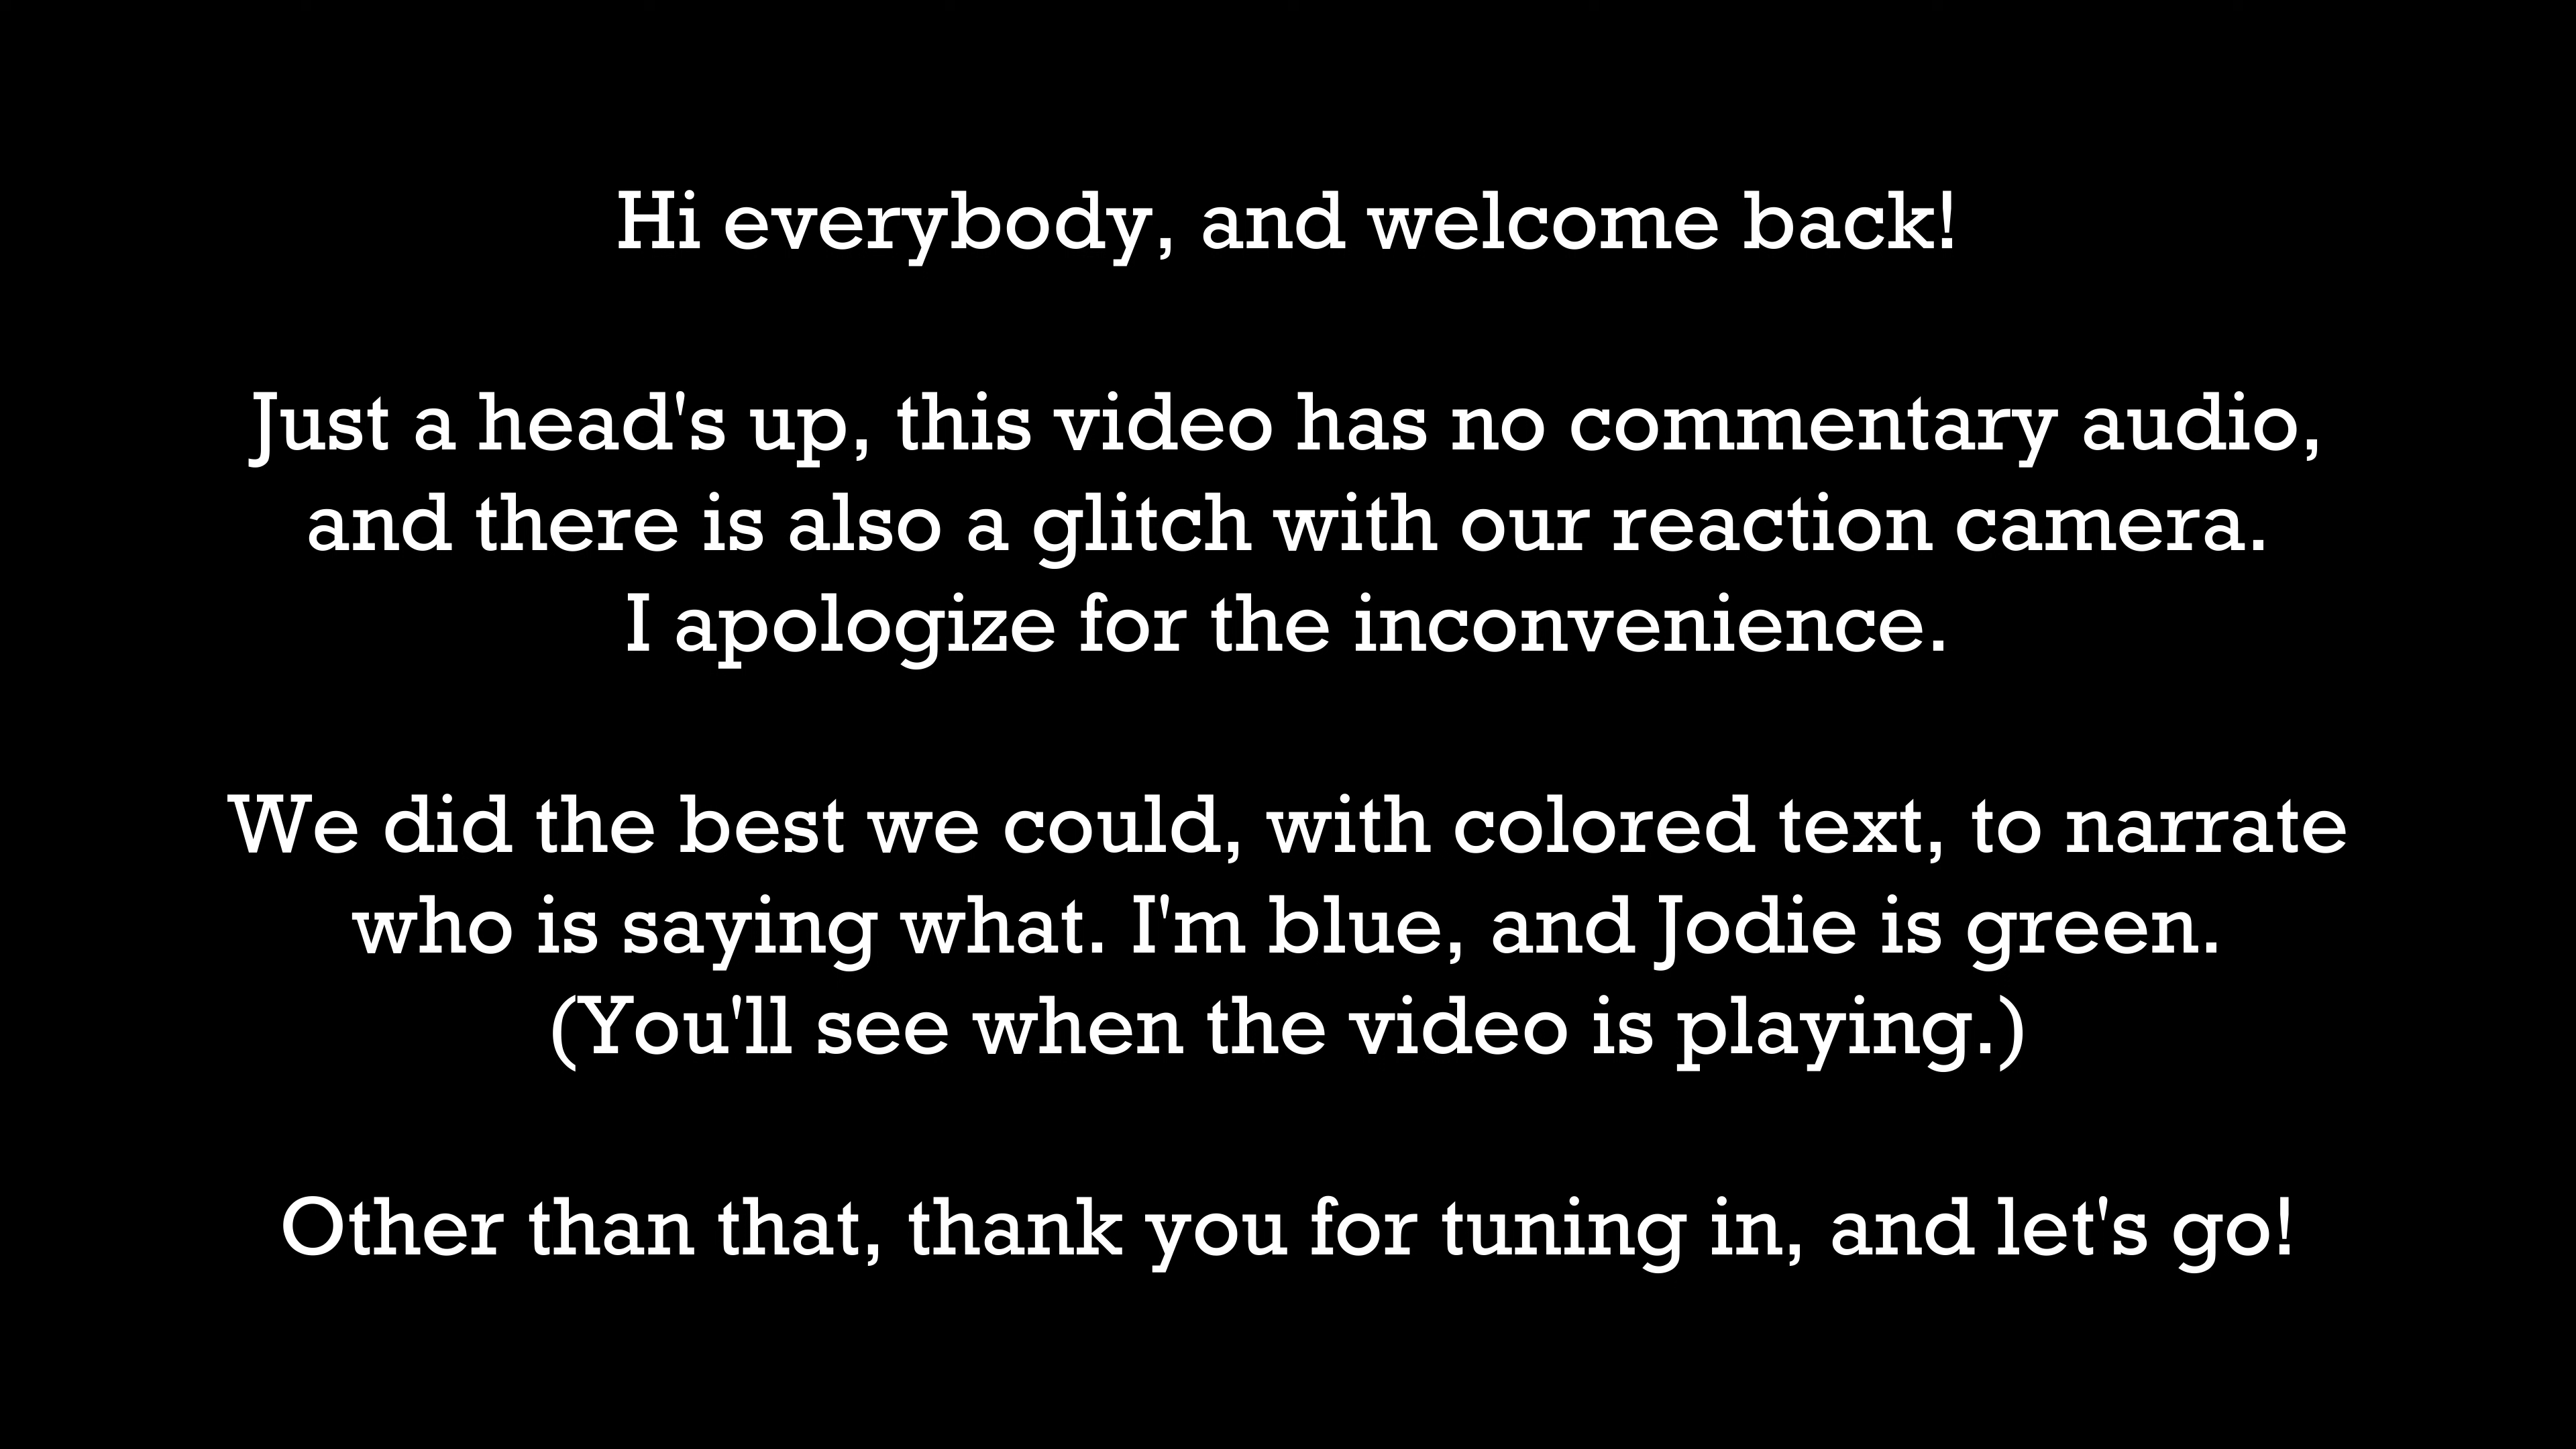 Hi everybody, and welcome back!
Just a head's up, this video has no commentary audio,
and there is also a glitch with our reaction camera.
I apologize for the inconvenience.
We did the best we could, with colored text, to narrate
who is saying what. I'm blue, and Jodie is green.
(You'll see when the video is playing.)
Other than that, thank you for tuning in, and let's go!